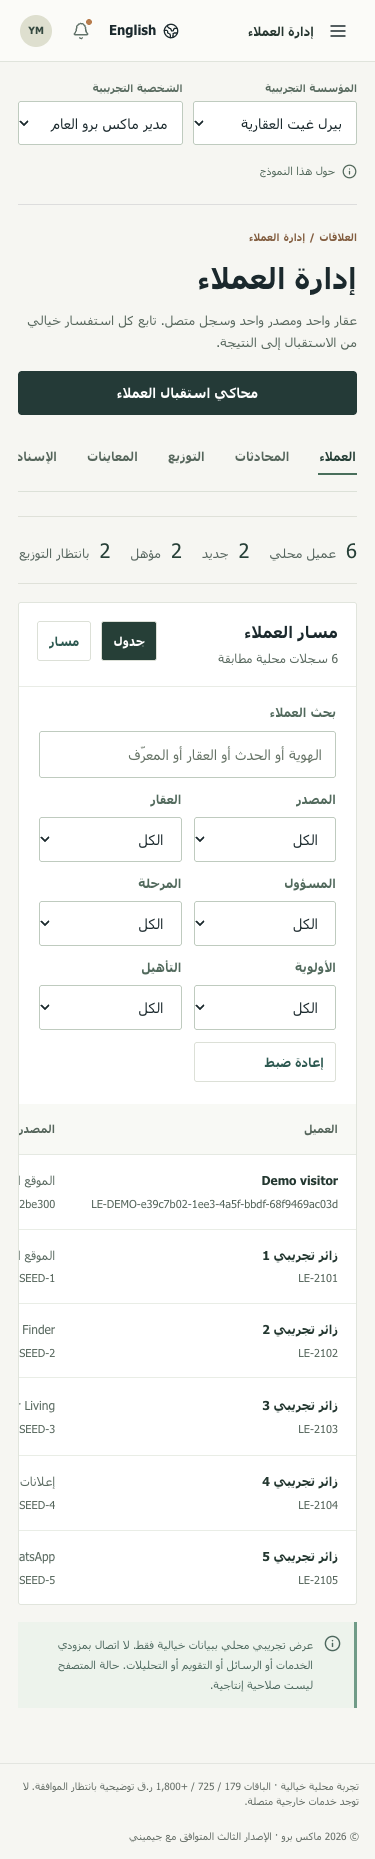 إدارة العملاء
English
YM
المؤسسة التجريبية
الشخصية التجريبية
بيرل غيت العقارية
مدير ماكس برو العام
حول هذا النموذج
العلاقات / إدارة العملاء
إدارة العملاء
عقار واحد ومصدر واحد وسجل متصل. تابع كل استفسار خيالي
من الاستقبال إلى النتيجة.
محاكي استقبال العملاء
العملاء المحادثات التوزيع المعاينات الإسناد
6 عميل محلي 2 جديد 2 مؤهل 2 بانتظار التوزيع
مسار العملاء
6 سجلات محلية مطابقة
جدول
مسار
بحث العملاء
الهوية أو الحدث أو العقار أو المعرّف
المصدر العقار
الكل الكل
المسؤول المرحلة
الكل الكل
الأولوية التأهيل
الكل الكل
إعادة ضبط
العميل المصدر
Demo visitor الموقع
LE-DEMO-e39c7b02-1ee3-4a5f-bbdf-68f9469ac03d 2be300
زائر تجريبي 1 الموقع
LE-2101 SEED-1
زائر تجريبي 2 Finder
LE-2102 SEED-2
زائر تجريبي 3 Living
LE-2103 SEED-3
زائر تجريبي 4 إعلانات
LE-2104 SEED-4
زائر تجريبي 5 atsApp
LE-2105 SEED-5
عرض تجريبي محلي ببيانات خيالية فقط. لا اتصال بمزودي
الخدمات أو الرسائل أو التقويم أو التحليلات. حالة المتصفح
ليست صلاحية إنتاجية.
تجربة محلية خيالية · الباقات 179 / 725 / +1,800 ر.ق توضيحية بانتظار الموافقة. لا
توجد خدمات خارجية متصلة.
© 2026 ماكس برو · الإصدار الثالث المتوافق مع جيميني